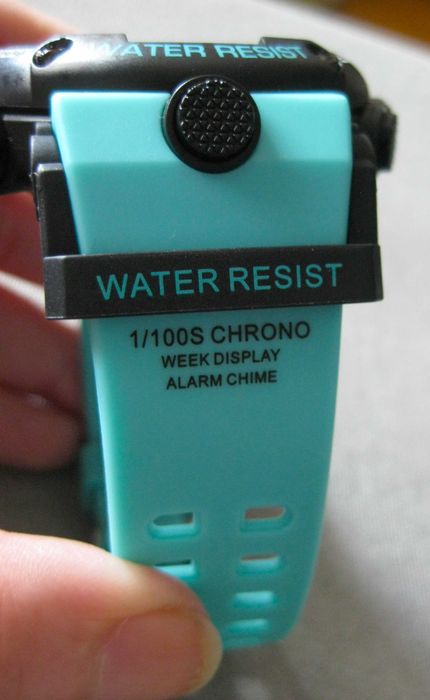 WATER RESIST
WATER RESIST
1/100S CHRONO
WEEK DISPLAY
ALARM CHIME